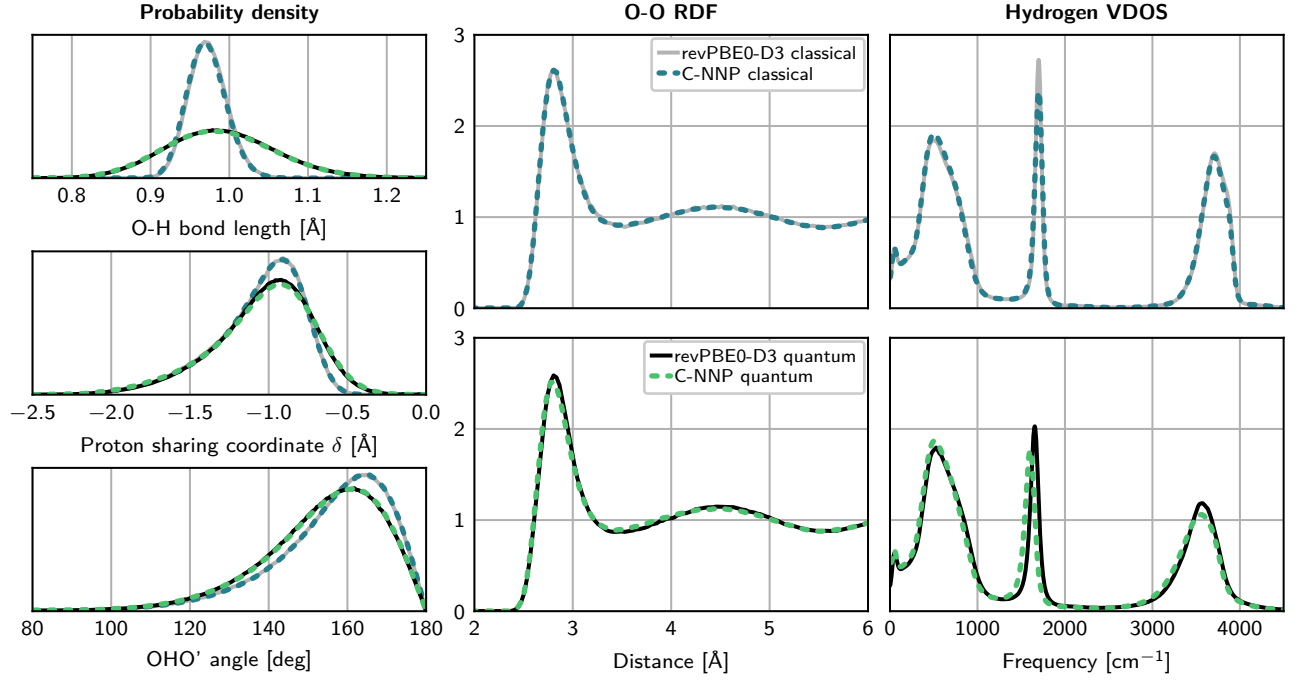 Probability density
0.8 0.9 1.0 1.1 1.2
O-H bond length [Å]
−2.5 −2.0 −1.5 −1.0 −0.5 0.0
Proton sharing coordinate δ [Å]
80 100 120 140 160 180
OHO' angle [deg]
O-O RDF
3
2
1
0
revPBE0-D3 classical
C-NNP classical
3
2
1
0
revPBE0-D3 quantum
C-NNP quantum
2 3 4 5 6
Distance [Å]
Hydrogen VDOS
0 1000 2000 3000 4000
Frequency [cm⁻¹]